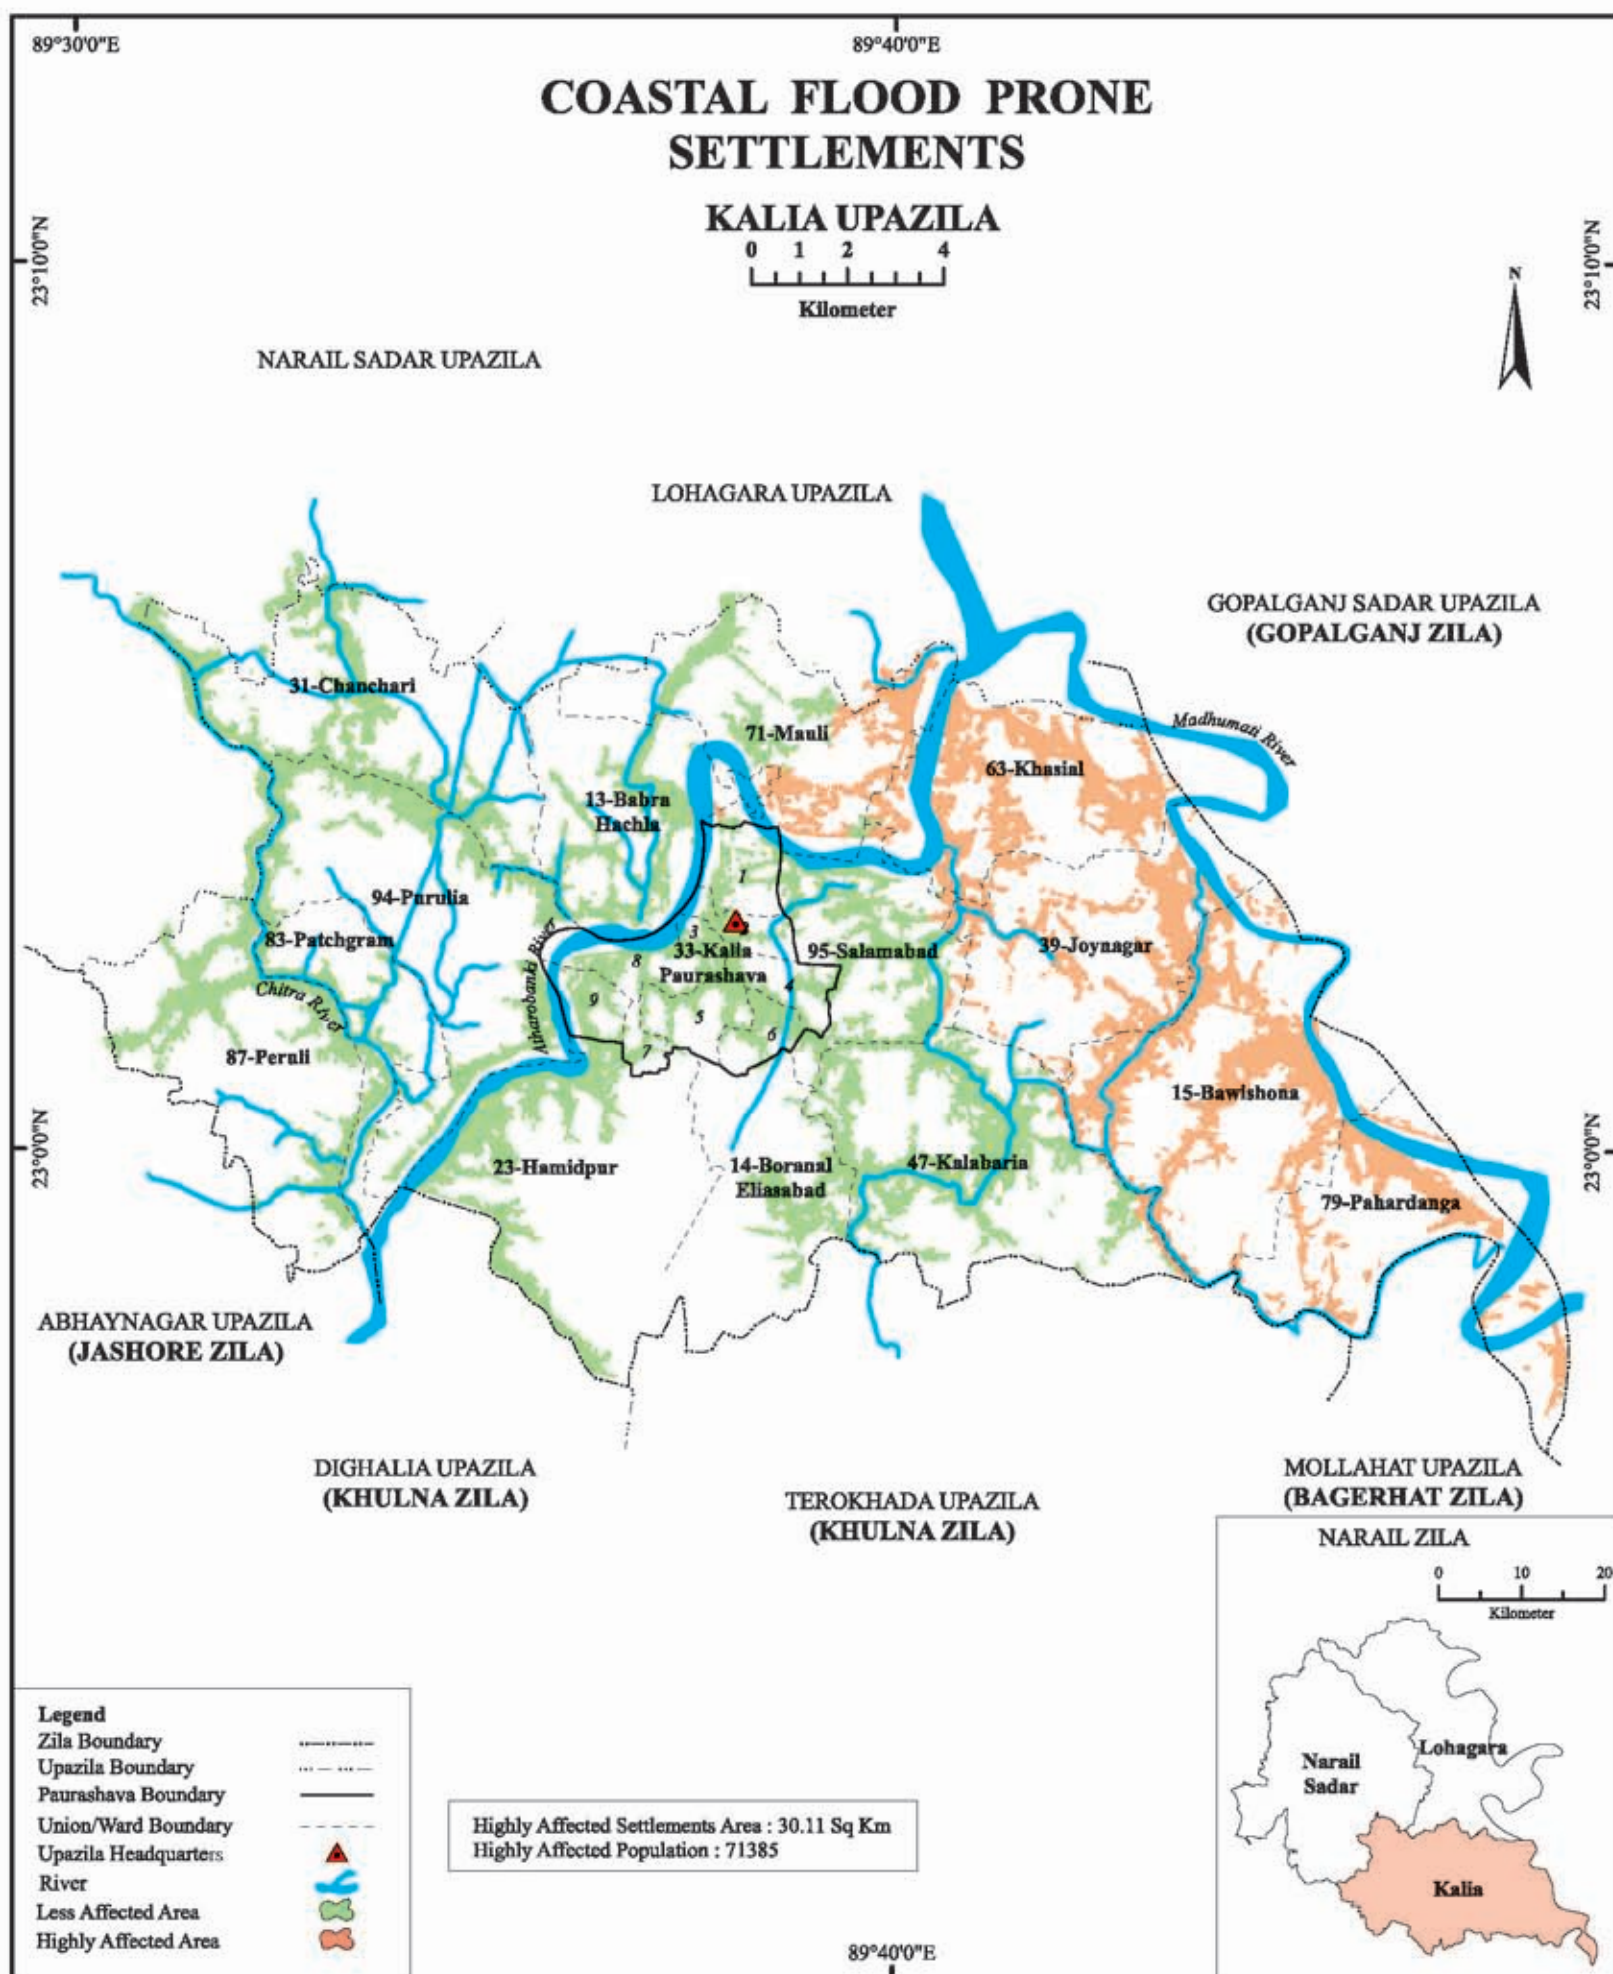 89°30'0"E
89°40'0"E
COASTAL FLOOD PRONE
SETTLEMENTS
KALIA UPAZILA
0 1 2 4
Kilometer
23°10'0"N
23°10'0"N
N
NARAIL SADAR UPAZILA
LOHAGARA UPAZILA
GOPALGANJ SADAR UPAZILA
(GOPALGANJ ZILA)
31-Chanchari
71-Mauli
Madhumati River
63-Khasial
13-Babra
Hachla
1
94-Purulia
83-Patchgram
3
33-Kalia
Paurashava
95-Salamabad
39-Joynagar
8
4
9
5
6
7
Chitra River
Atharobanki River
87-Peruli
15-Bawishona
23°0'0"N
23°0'0"N
23-Hamidpur
14-Boranal
Eliasabad
47-Kalabaria
79-Pahardanga
ABHAYNAGAR UPAZILA
(JASHORE ZILA)
DIGHALIA UPAZILA
(KHULNA ZILA)
TEROKHADA UPAZILA
(KHULNA ZILA)
MOLLAHAT UPAZILA
(BAGERHAT ZILA)
NARAIL ZILA
0 10 20
Kilometer
Narail
Sadar
Lohagara
Kalia
Legend
Zila Boundary
Upazila Boundary
Paurashava Boundary
Union/Ward Boundary
Upazila Headquarters
River
Less Affected Area
Highly Affected Area
Highly Affected Settlements Area : 30.11 Sq Km
Highly Affected Population : 71385
89°40'0"E